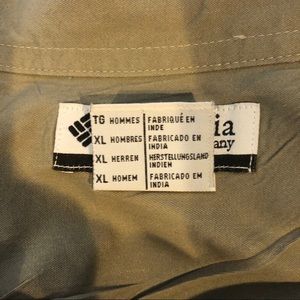 TG HOMMES FABRIQUÉ EN INDE
XL HOMBRES FABRICADO EN INDIA
XL HERREN HERSTELLUNGSLAND INDIEN
XL HOMEM FABRICADO EM INDIA
ia
any